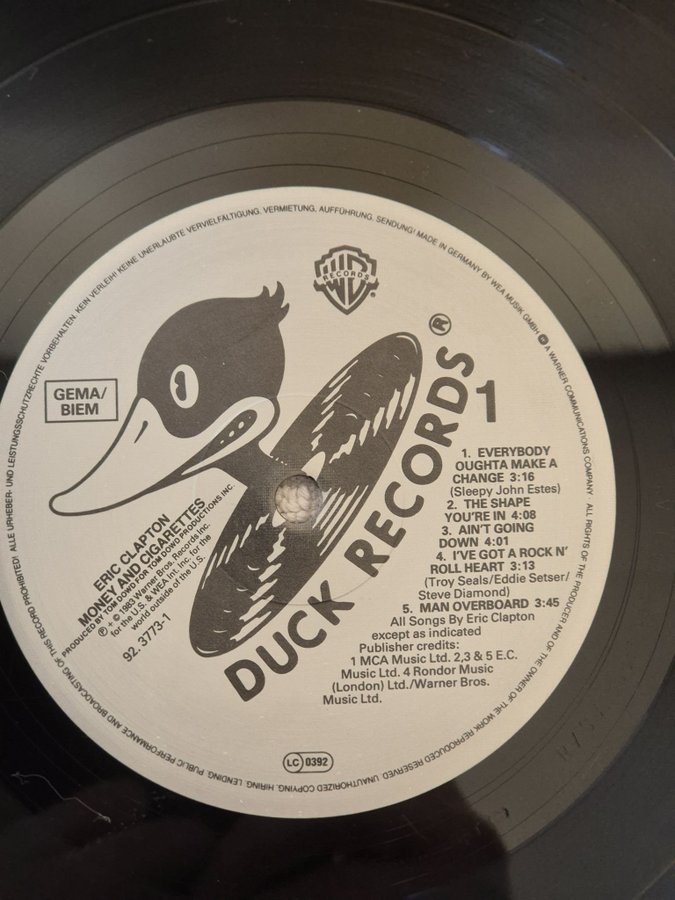 ALLE URHEBER- UND LEISTUNGSSCHUTZRECHTE VORBEHALTEN. KEIN VERLEIH! KEINE UNERLAUBTE VERVIELFÄLTIGUNG, VERMIETUNG, AUFFÜHRUNG, SENDUNG! MADE IN GERMANY BY WEA MUSIK GMBH A WARNER COMMUNICATIONS COMPANY · ALL RIGHTS OF THE PRODUCER AND OF THE OWNER OF THE WORK REPRODUCED RESERVED. UNAUTHORIZED COPYING, HIRING, LENDING, PUBLIC PERFORMANCE AND BROADCASTING OF THIS RECORD PROHIBITED!
WB
RECORDS
®
GEMA/
BIEM
DUCK RECORDS®
1
ERIC CLAPTON
MONEY AND CIGARETTES
PRODUCED BY TOM DOWD FOR TOM DOWD PRODUCTIONS INC.
℗ + © 1983 Warner Bros. Records Inc.
for the U.S. & WEA Int. Inc. for the
world outside of the U.S.
92.3773-1
1. EVERYBODY
OUGHTA MAKE A
CHANGE 3:16
(Sleepy John Estes)
2. THE SHAPE
YOU'RE IN 4:08
3. AIN'T GOING
DOWN 4:01
4. I'VE GOT A ROCK N'
ROLL HEART 3:13
(Troy Seals/Eddie Setser/
Steve Diamond)
5. MAN OVERBOARD 3:45
All Songs By Eric Clapton
except as indicated
Publisher credits:
1 MCA Music Ltd. 2,3 & 5 E.C.
Music Ltd. 4 Rondor Music
(London) Ltd./Warner Bros.
Music Ltd.
LC 0392